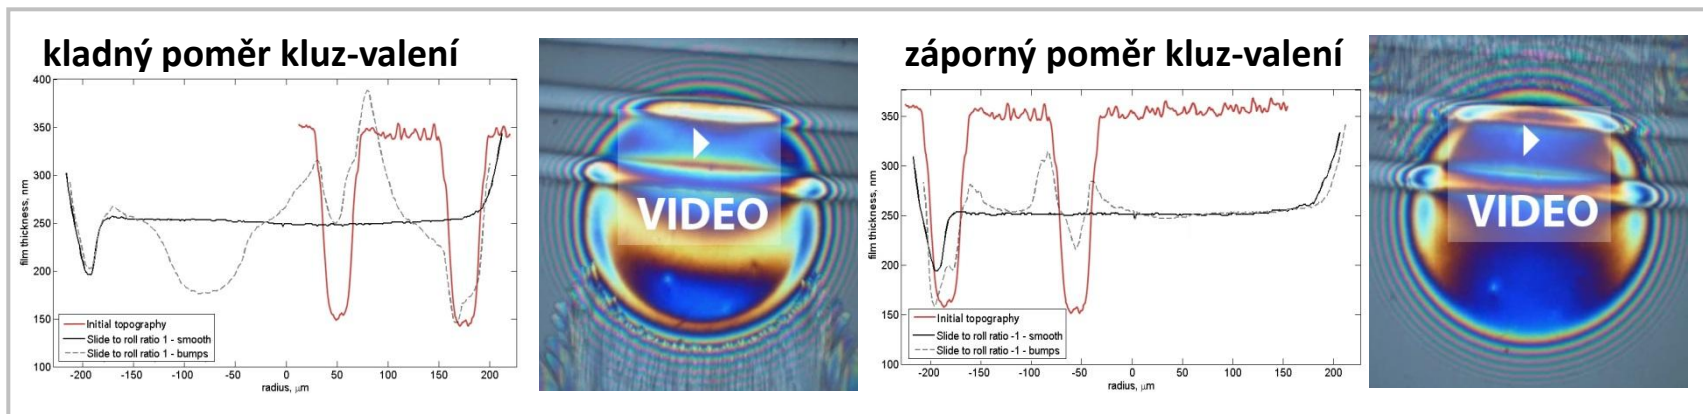 kladný poměr kluz-valení
400
350
300
250
200
150
100
film thickness, nm
Initial topography
Slide to roll ratio 1 - smooth
Slide to roll ratio 1 - bumps
-200 -150 -100 -50 0 50 100 150 200
radius, µm
VIDEO
záporný poměr kluz-valení
350
300
250
200
150
100
film thickness, nm
Initial topography
Slide to roll ratio -1 - smooth
Slide to roll ratio -1 - bumps
-200 -150 -100 -50 0 50 100 150 200
radius, µm
VIDEO